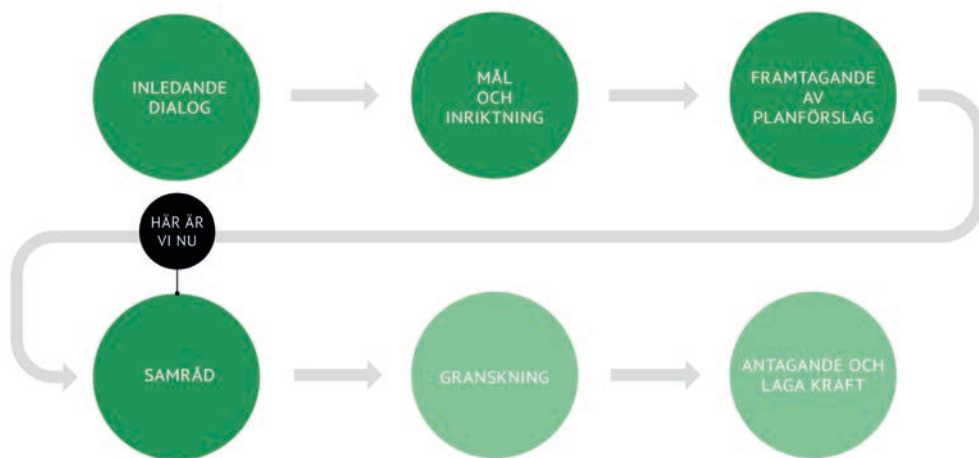 INLEDANDE
DIALOG
MÅL
OCH
INRIKTNING
FRAMTAGANDE
AV
PLANFÖRSLAG
HÄR ÄR
VI NU
SAMRÅD
GRANSKNING
ANTAGANDE OCH
LAGA KRAFT